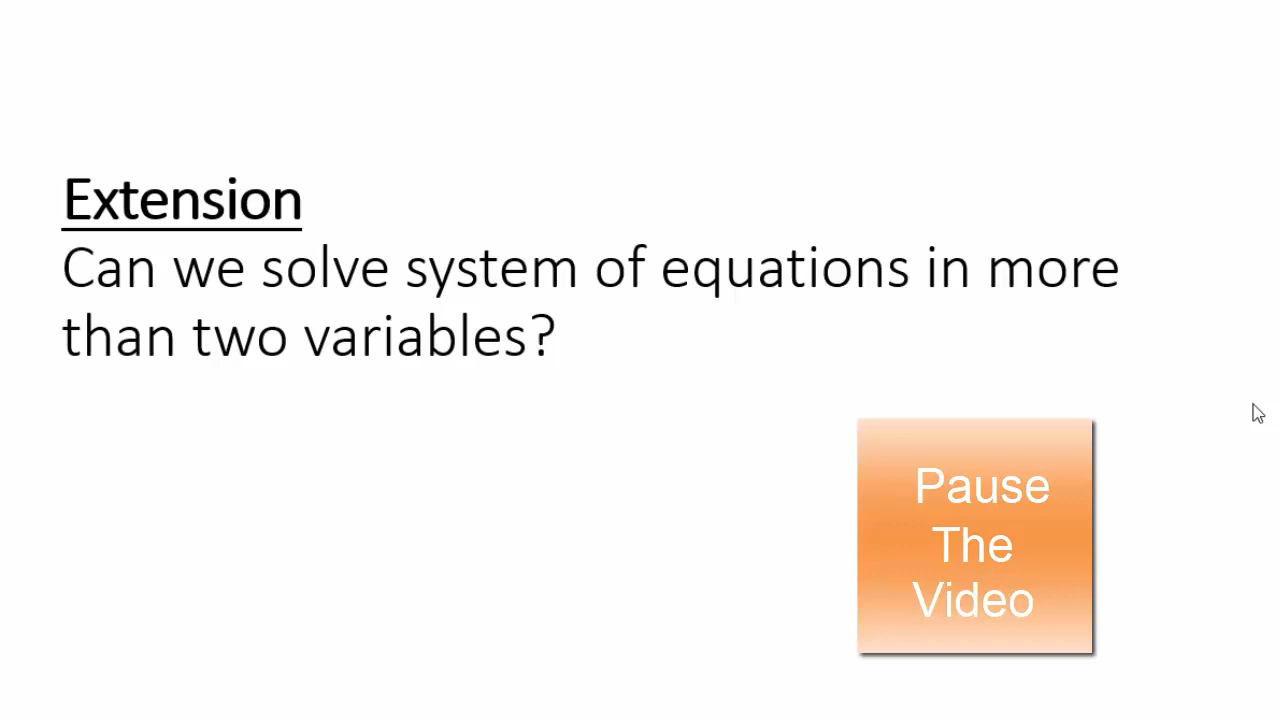 Extension
Can we solve system of equations in more
than two variables?
Pause
The
Video